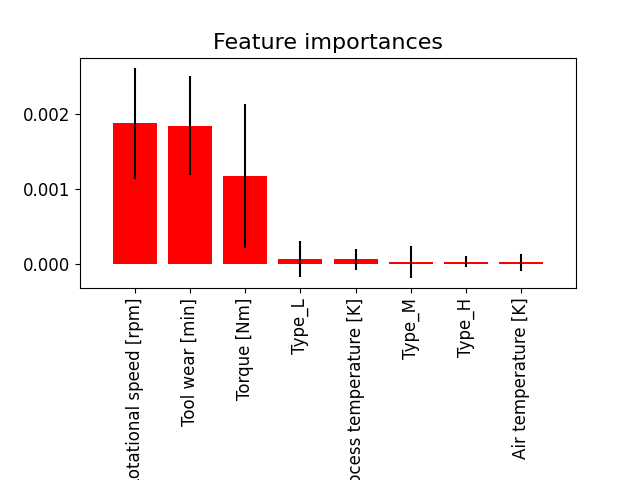 Feature importances
0.002
0.001
0.000
otational speed [rpm]
Tool wear [min]
Torque [Nm]
Type_L
ocess temperature [K]
Type_M
Type_H
Air temperature [K]